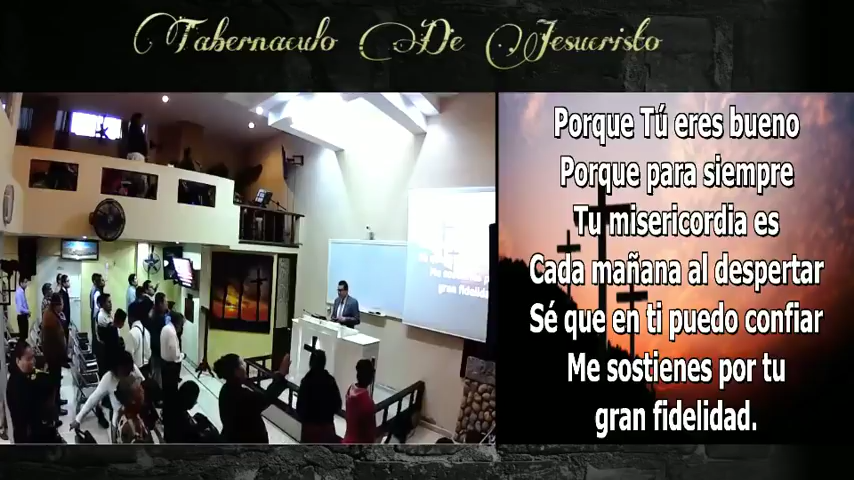 Tabernaculo De Jesucristo
Porque Tú eres bueno
Porque para siempre
Tu misericordia es
Cada mañana al despertar
Sé que en ti puedo confiar
Me sostienes por tu
gran fidelidad.